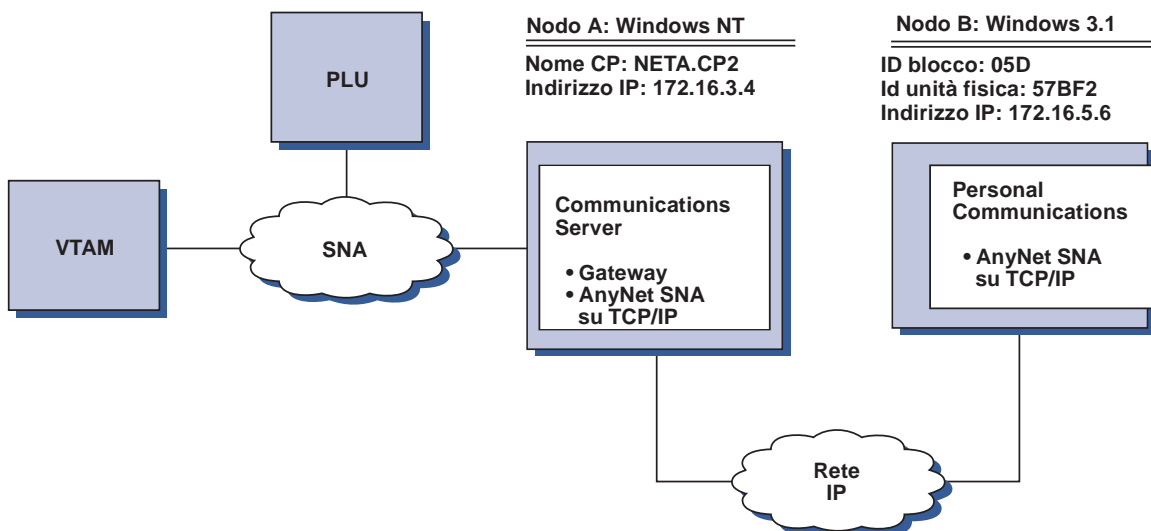 PLU
VTAM
SNA
Nodo A: Windows NT
Nome CP: NETA.CP2
Indirizzo IP: 172.16.3.4
Communications
Server
• Gateway
• AnyNet SNA
su TCP/IP
Nodo B: Windows 3.1
ID blocco: 05D
Id unità fisica: 57BF2
Indirizzo IP: 172.16.5.6
Personal
Communications
• AnyNet SNA
su TCP/IP
Rete
IP